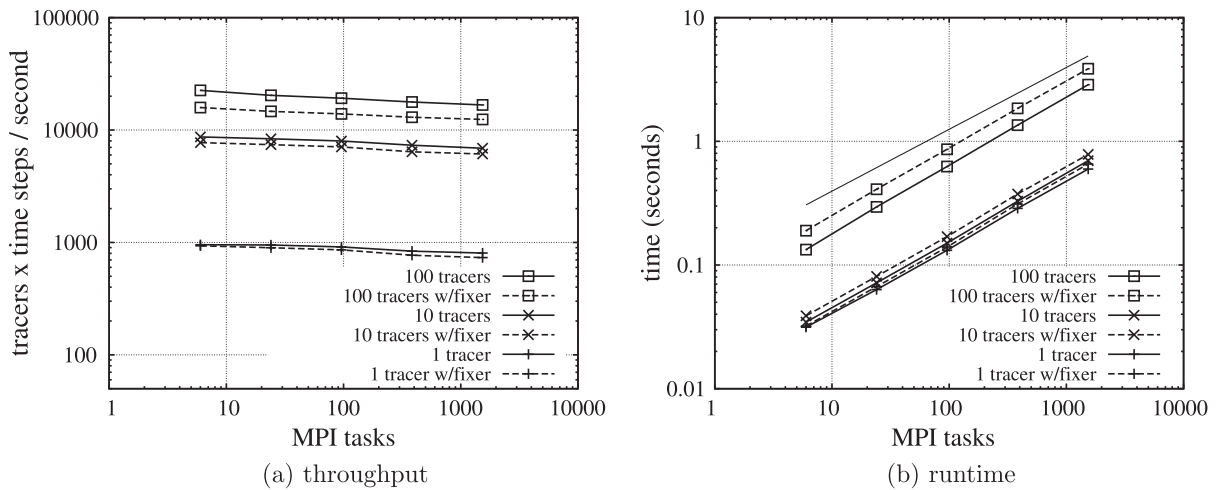 100000
10000
1000
100
tracers x time steps / second
100 tracers
100 tracers w/fixer
10 tracers
10 tracers w/fixer
1 tracer
1 tracer w/fixer
1 10 100 1000 10000
MPI tasks
(a) throughput
10
1
0.1
0.01
time (seconds)
100 tracers
100 tracers w/fixer
10 tracers
10 tracers w/fixer
1 tracer
1 tracer w/fixer
1 10 100 1000 10000
MPI tasks
(b) runtime